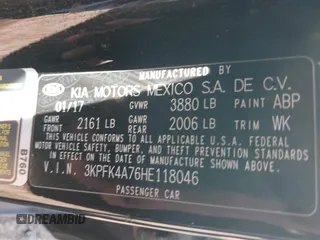 MANUFACTURED BY
KIA KIA MOTORS MEXICO S.A. DE C.V.
01/17 GVWR 3880 LB PAINT ABP
GAWR FRONT 2161 LB GAWR REAR 2006 LB TRIM WK
THIS VEHICLE CONFORMS TO ALL APPLICABLE U.S.A. FEDERAL
MOTOR VEHICLE SAFETY, BUMPER, AND THEFT PREVENTION
STANDARDS IN EFFECT ON THE DATE OF MANUFACTURE
SHOWN ABOVE.
V.I.N. 3KPFK4A76HE118046
PASSENGER CAR
B760
DREAMBID